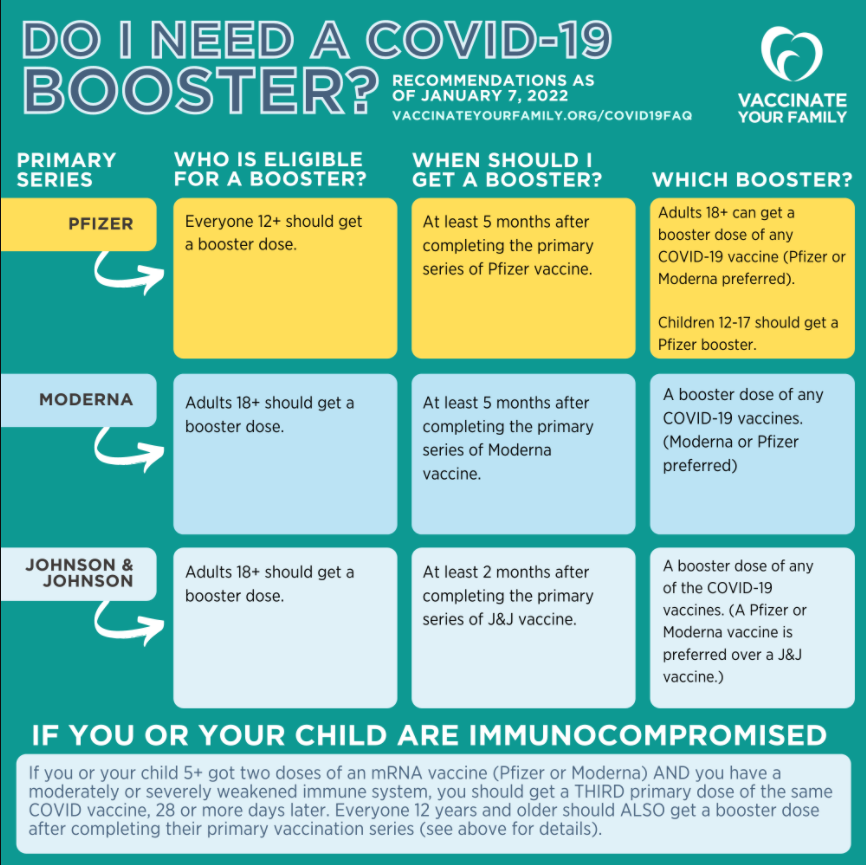 DO I NEED A COVID-19
BOOSTER?
RECOMMENDATIONS AS
OF JANUARY 7, 2022
VACCINATEYOURFAMILY.ORG/COVID19FAQ
VACCINATE
YOUR FAMILY
PRIMARY
SERIES
WHO IS ELIGIBLE
FOR A BOOSTER?
WHEN SHOULD I
GET A BOOSTER?
WHICH BOOSTER?
PFIZER
Everyone 12+ should get
a booster dose.
At least 5 months after
completing the primary
series of Pfizer vaccine.
Adults 18+ can get a
booster dose of any
COVID-19 vaccine (Pfizer or
Moderna preferred).
Children 12-17 should get a
Pfizer booster.
MODERNA
Adults 18+ should get a
booster dose.
At least 5 months after
completing the primary
series of Moderna
vaccine.
A booster dose of any
COVID-19 vaccines.
(Moderna or Pfizer
preferred)
JOHNSON &
JOHNSON
Adults 18+ should get a
booster dose.
At least 2 months after
completing the primary
series of J&J vaccine.
A booster dose of any
of the COVID-19
vaccines. (A Pfizer or
Moderna vaccine is
preferred over a J&J
vaccine.)
IF YOU OR YOUR CHILD ARE IMMUNOCOMPROMISED
If you or your child 5+ got two doses of an mRNA vaccine (Pfizer or Moderna) AND you have a
moderately or severely weakened immune system, you should get a THIRD primary dose of the same
COVID vaccine, 28 or more days later. Everyone 12 years and older should ALSO get a booster dose
after completing their primary vaccination series (see above for details).